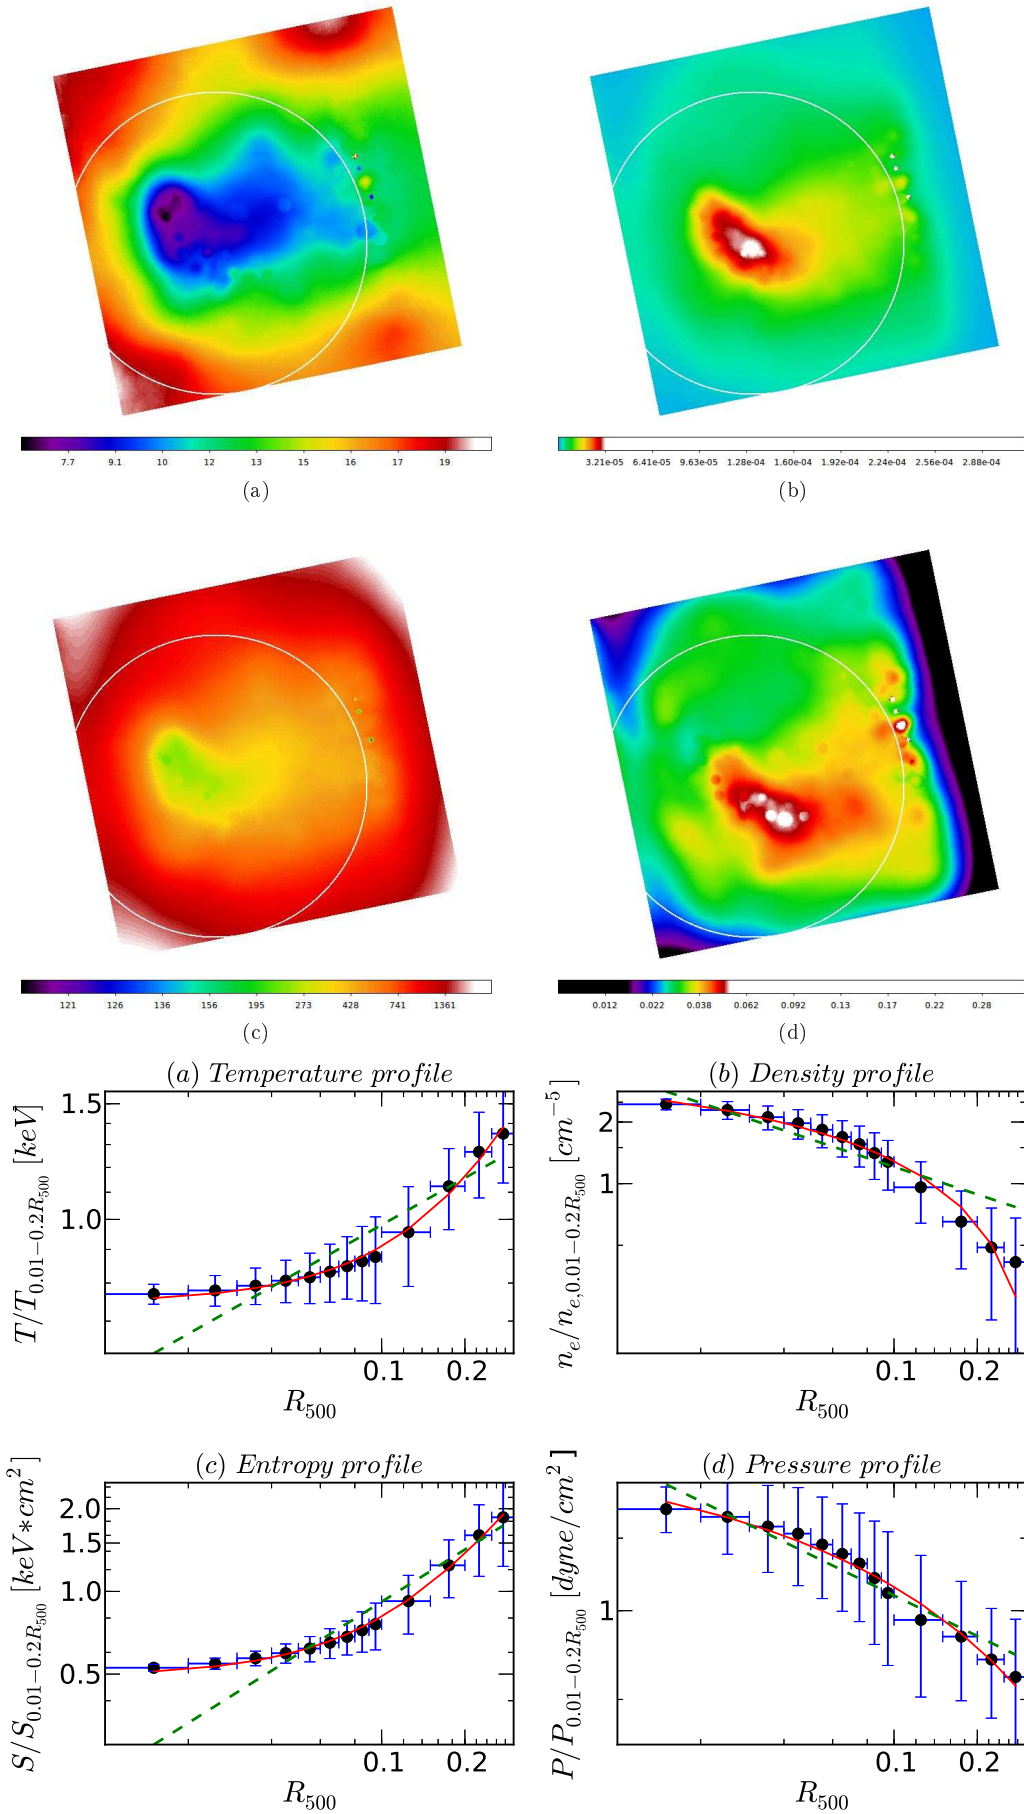 7.7 9.1 10 12 13 15 16 17 19
3.21e-05 6.41e-05 9.63e-05 1.28e-04 1.60e-04 1.92e-04 2.24e-04 2.56e-04 2.88e-04
(a)
(b)
121 126 136 156 195 273 428 741 1361
0.012 0.022 0.038 0.062 0.092 0.13 0.17 0.22 0.28
(c)
(d)
(a) Temperature profile
1.5
1.0
T/T0.01−0.2R500 [keV]
0.1 0.2
R500
(b) Density profile
2
1
ne/ne,0.01−0.2R500 [cm−5]
0.1 0.2
R500
(c) Entropy profile
2.0
1.5
1.0
0.5
S/S0.01−0.2R500 [keV*cm2]
0.1 0.2
R500
(d) Pressure profile
1
P/P0.01−0.2R500 [dyne/cm2]
0.1 0.2
R500